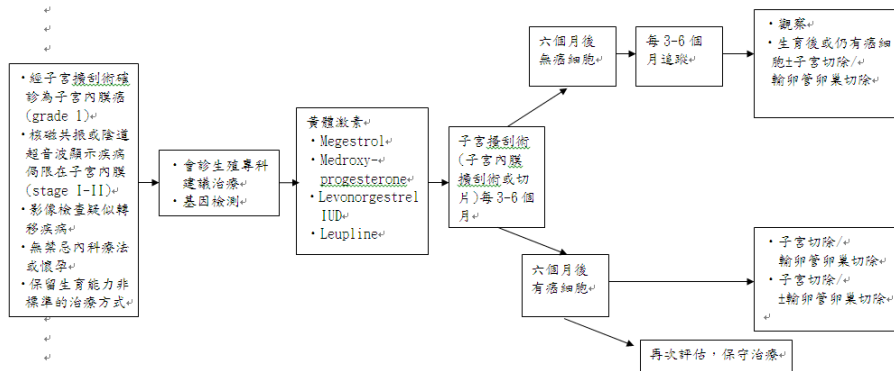 ・經子宮擴刮術確
診為子宮內膜癌
(grade 1)
・核磁共振或陰道
超音波顯示疾病
侷限在子宮內膜
(stage I-II)
・影像檢查疑似轉
移疾病
・無禁忌內科療法
或懷孕
・保留生育能力非
標準的治療方式
・會診生殖專科
建議治療
・基因檢測
黃體激素
・Megestrol
・Medroxy-
progesterone
・Levonorgestrel
IUD
・Leupline
子宮搔刮術
(子宮內膜
擴刮術或切
片)每3-6個
月
六個月後
無癌細胞
每3-6個
月追蹤
・觀察
・生育後或仍有癌細
胞±子宮切除/
輸卵管卵巢切除
六個月後
有癌細胞
・子宮切除/
輸卵管卵巢切除
・子宮切除/
±輸卵管卵巢切除
再次評估，保守治療